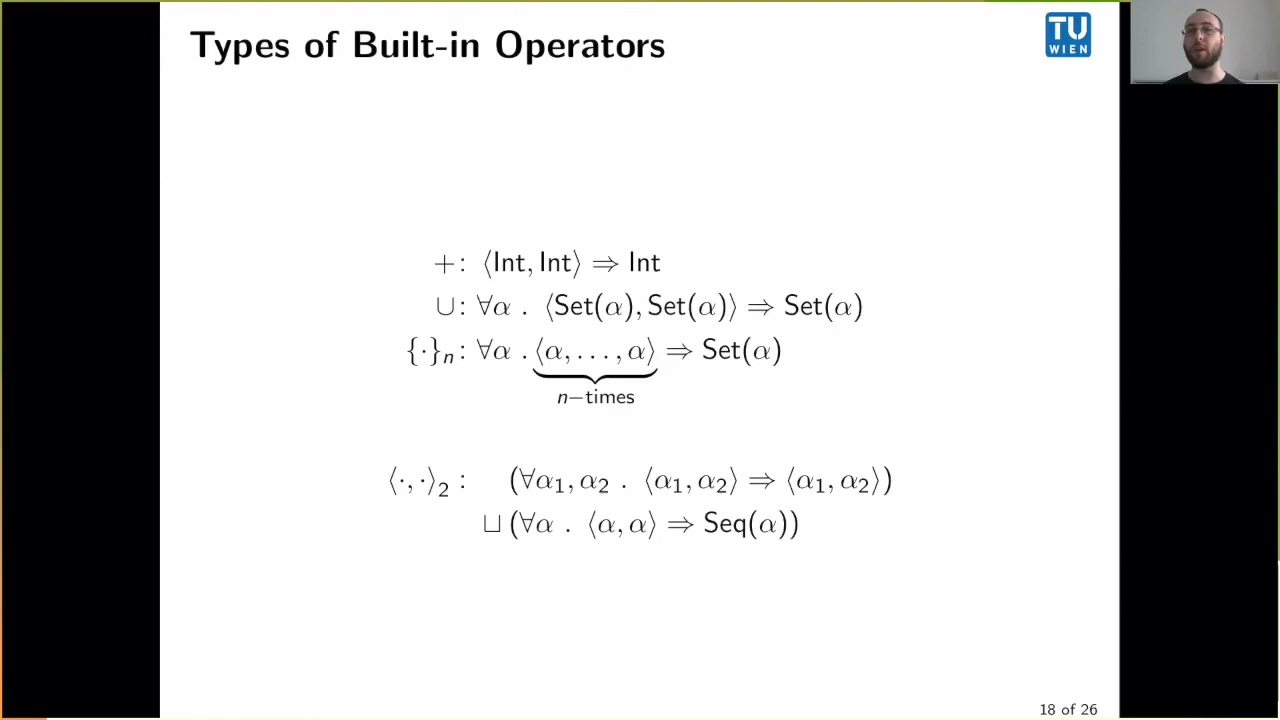 Types of Built-in Operators
TU
WIEN
+: ⟨Int, Int⟩ ⇒ Int
∪: ∀α . ⟨Set(α), Set(α)⟩ ⇒ Set(α)
{·}ₙ: ∀α . ⟨α, . . . , α⟩ ⇒ Set(α)
n−times
⟨·, ·⟩₂ : (∀α₁, α₂ . ⟨α₁, α₂⟩ ⇒ ⟨α₁, α₂⟩)
⊔ (∀α . ⟨α, α⟩ ⇒ Seq(α))
18 of 26